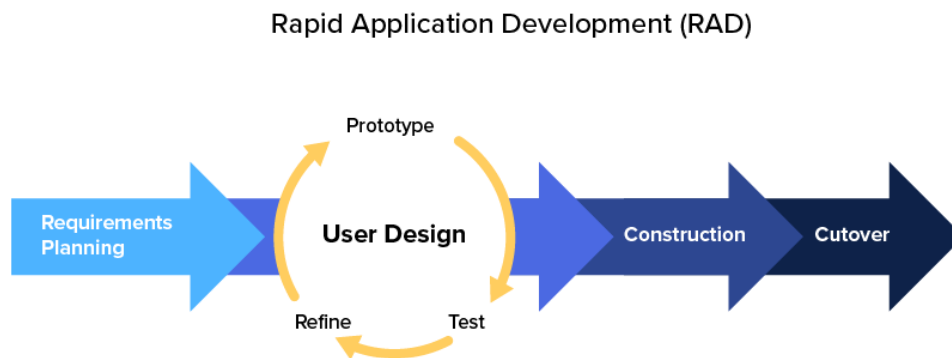 Rapid Application Development (RAD)
Prototype
Requirements
Planning
User Design
Construction
Cutover
Refine
Test